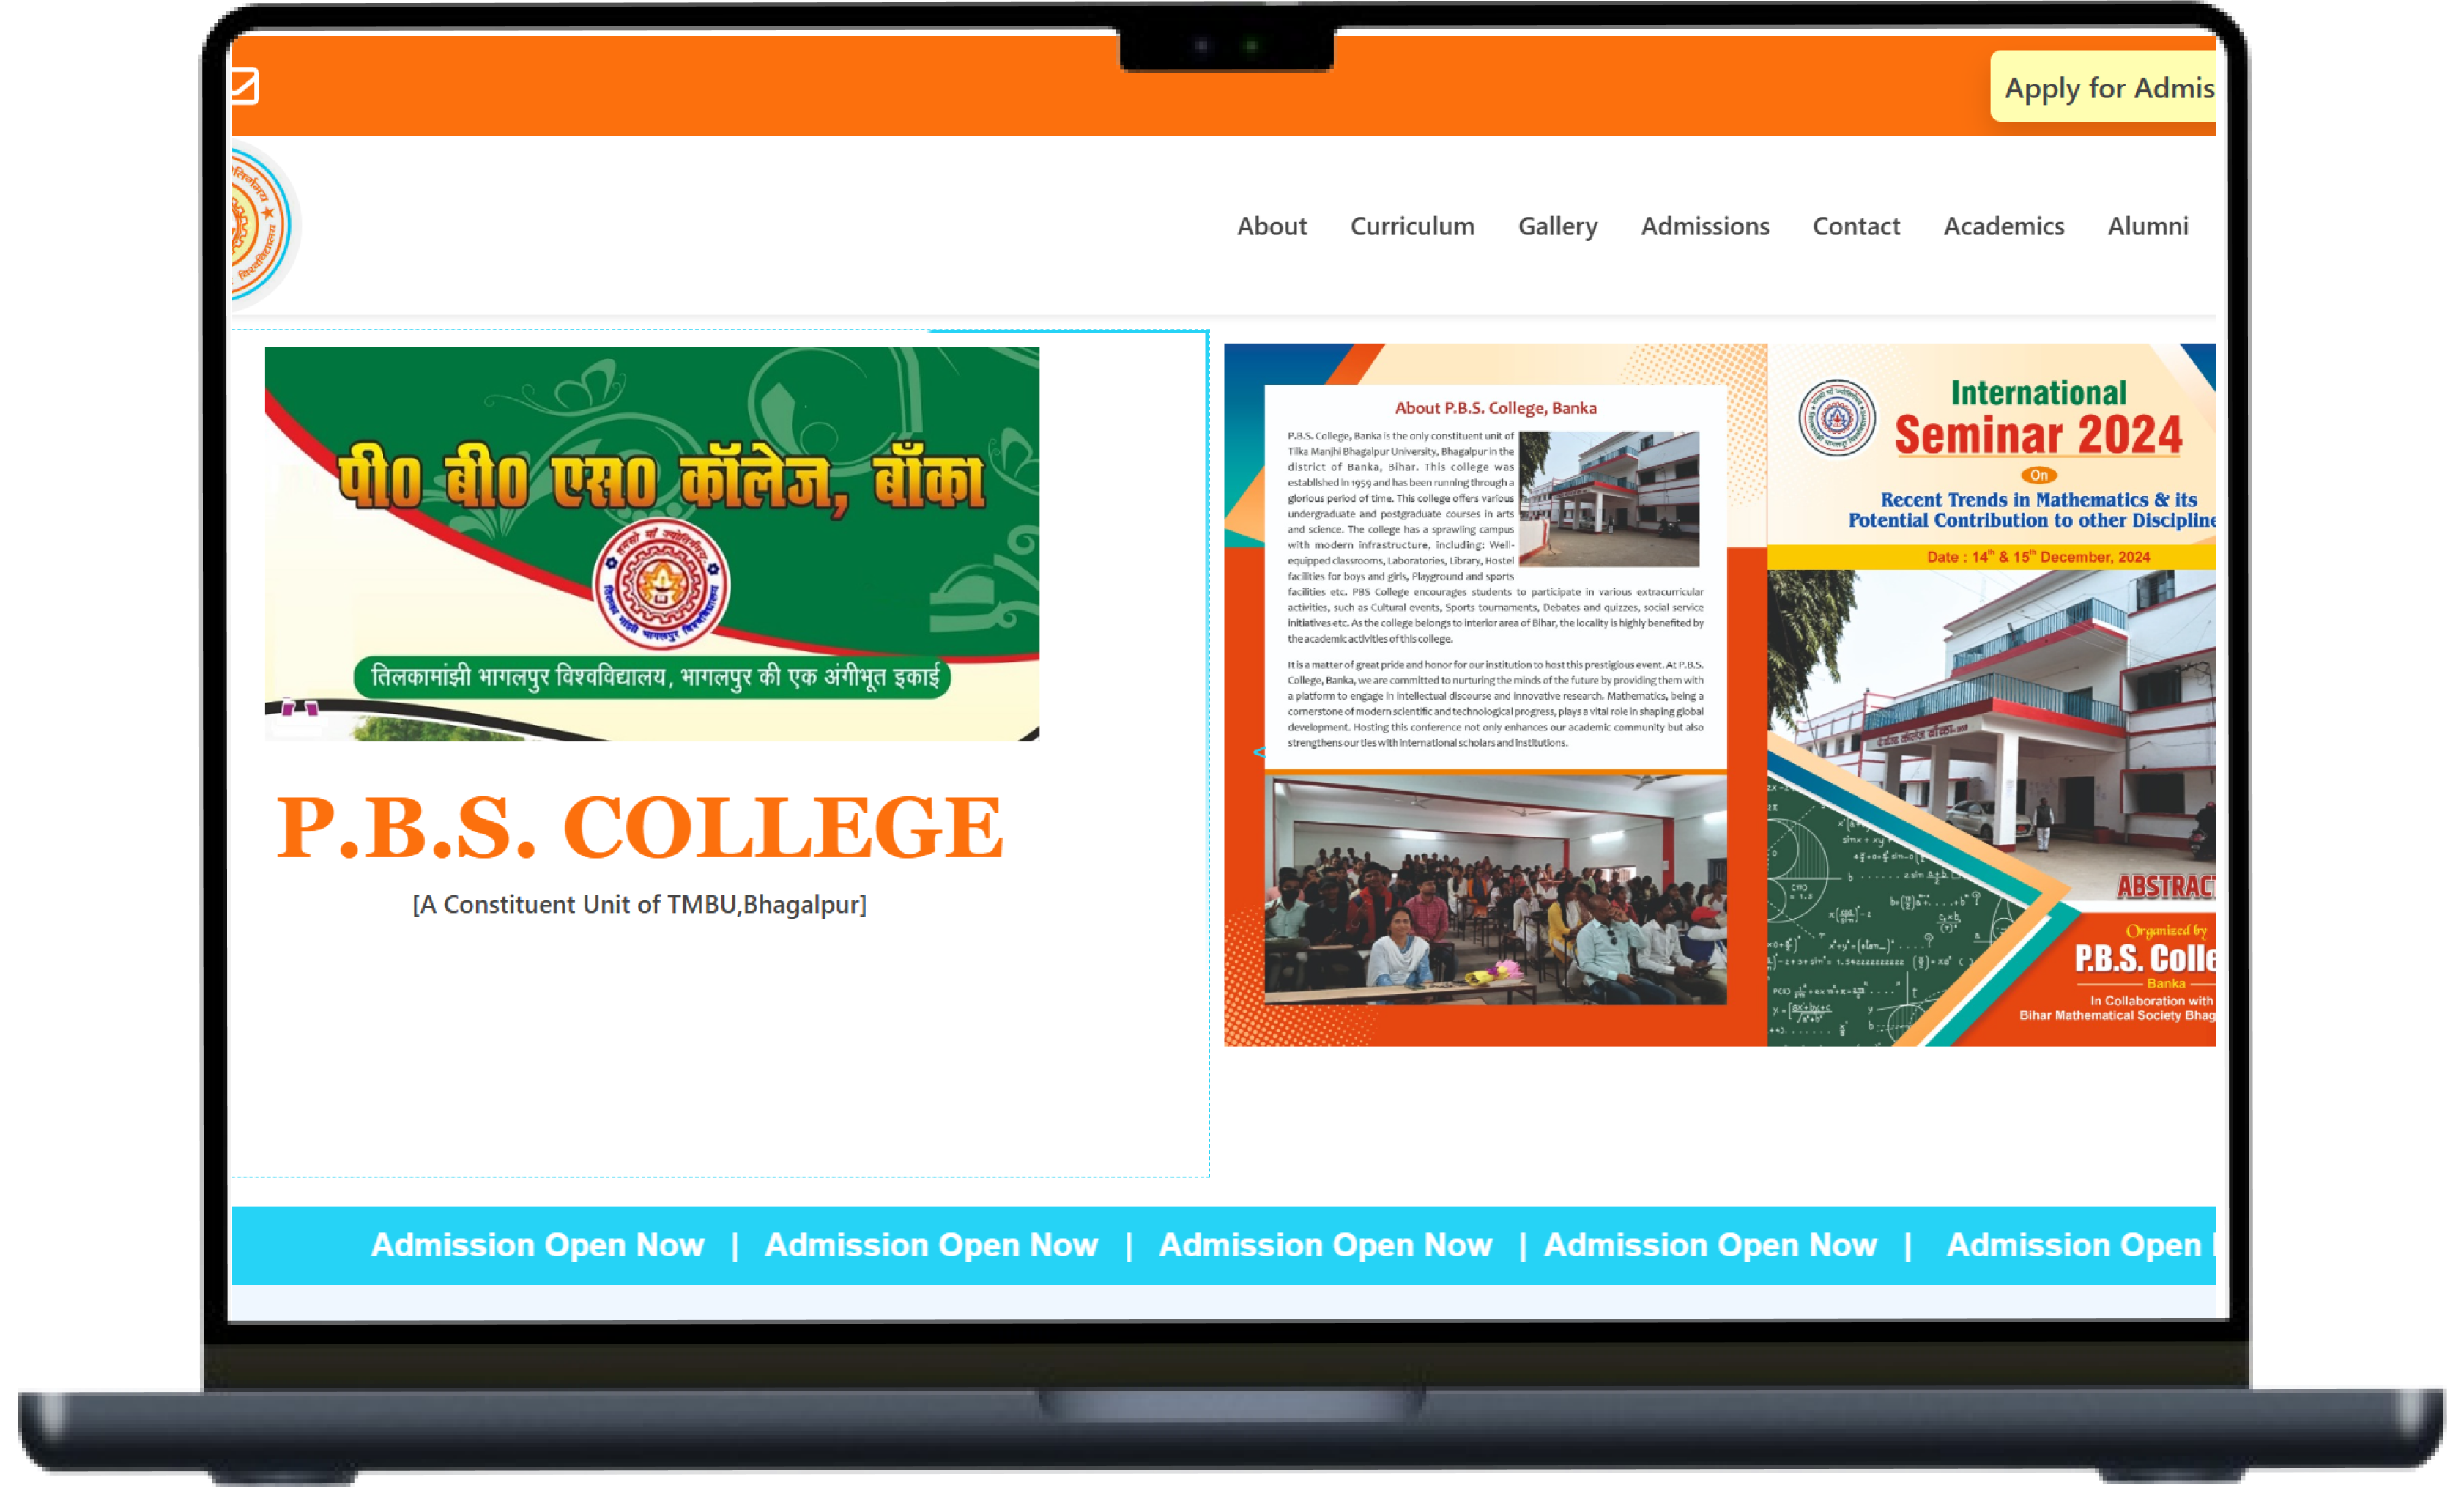 Apply for Admis
About Curriculum Gallery Admissions Contact Academics Alumni
पी0 बी0 एस0 कॉलेज, बाँका
तमसो माँ ज्योतिर्गमय
तिलका मांझी भागलपुर विश्वविद्यालय
तिलकामांझी भागलपुर विश्वविद्यालय, भागलपुर की एक अंगीभूत इकाई
P.B.S. COLLEGE
[A Constituent Unit of TMBU,Bhagalpur]
About P.B.S. College, Banka
P.B.S. College, Banka is the only constituent unit of
Tilka Manjhi Bhagalpur University, Bhagalpur in the
district of Banka, Bihar. This college was
established in 1959 and has been running through a
glorious period of time. This college offers various
undergraduate and postgraduate courses in arts
and science. The college has a sprawling campus
with modern infrastructure, including: Well-
equipped classrooms, Laboratories, Library, Hostel
facilities for boys and girls, Playground and sports
facilities etc. PBS College encourages students to participate in various extracurricular
activities, such as Cultural events, Sports tournaments, Debates and quizzes, social service
initiatives etc. As the college belongs to interior area of Bihar, the locality is highly benefited by
the academic activities of this college.
It is a matter of great pride and honor for our institution to host this prestigious event. At P.B.S.
College, Banka, we are committed to nurturing the minds of the future by providing them with
a platform to engage in intellectual discourse and innovative research. Mathematics, being a
cornerstone of modern scientific and technological progress, plays a vital role in shaping global
development. Hosting this conference not only enhances our academic community but also
strengthens our ties with international scholars and institutions.
International
Seminar 2024
On
Recent Trends in Mathematics & its
Potential Contribution to other Discipline
Date : 14th & 15th December, 2024
ABSTRAC
Organized by
P.B.S. Colle
Banka
In Collaboration with
Bihar Mathematical Society Bhag
Admission Open Now | Admission Open Now | Admission Open Now | Admission Open Now | Admission Open